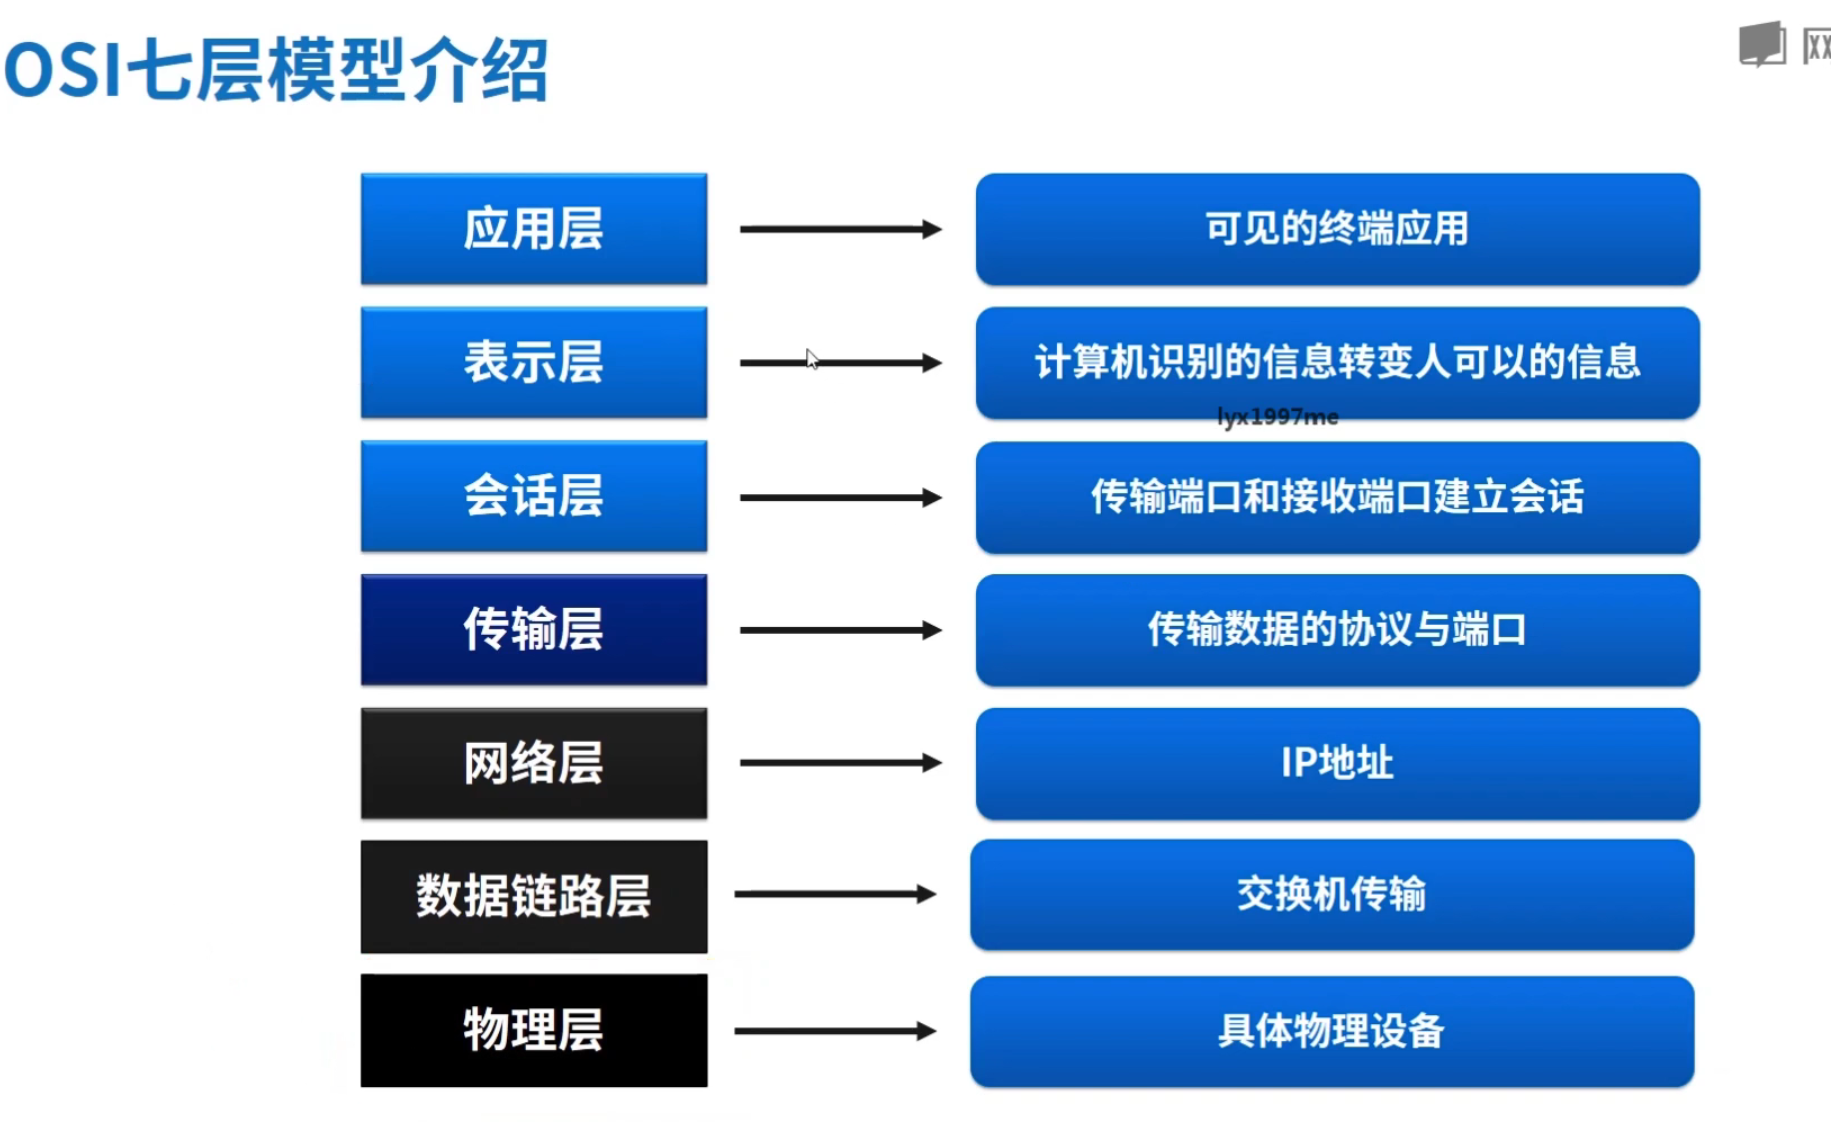 OSI七层模型介绍
网
应用层
可见的终端应用
表示层
计算机识别的信息转变人可以的信息
lyx1997me
会话层
传输端口和接收端口建立会话
传输层
传输数据的协议与端口
网络层
IP地址
数据链路层
交换机传输
物理层
具体物理设备